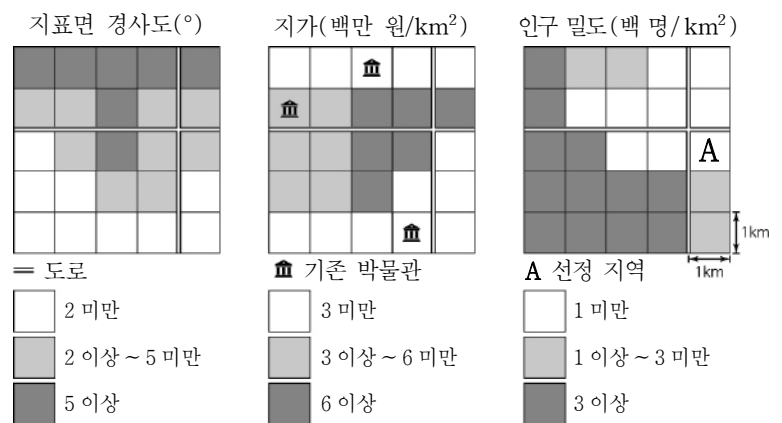 지표면 경사도(°) 지가(백만 원/km²) 인구 밀도(백 명/km²)
A
1km
= 도로 기존 박물관 A 선정 지역 1km
2 미만 3 미만 1 미만
2 이상 ~ 5 미만 3 이상 ~ 6 미만 1 이상 ~ 3 미만
5 이상 6 이상 3 이상